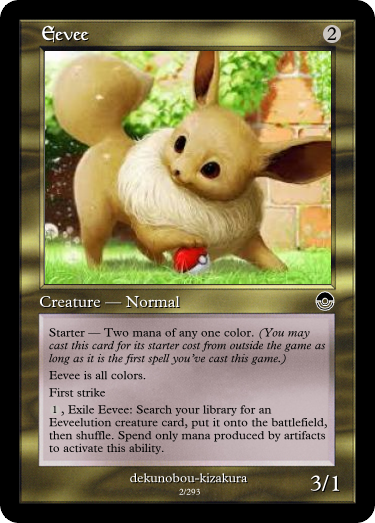 Eevee 2
Creature — Normal
Starter — Two mana of any one color. (You may
cast this card for its starter cost from outside the game as
long as it is the first spell you've cast this game.)
Eevee is all colors.
First strike
1 , Exile Eevee: Search your library for an
Eeveelution creature card, put it onto the battlefield,
then shuffle. Spend only mana produced by artifacts
to activate this ability.
dekunobou-kizakura
2/293
3/1